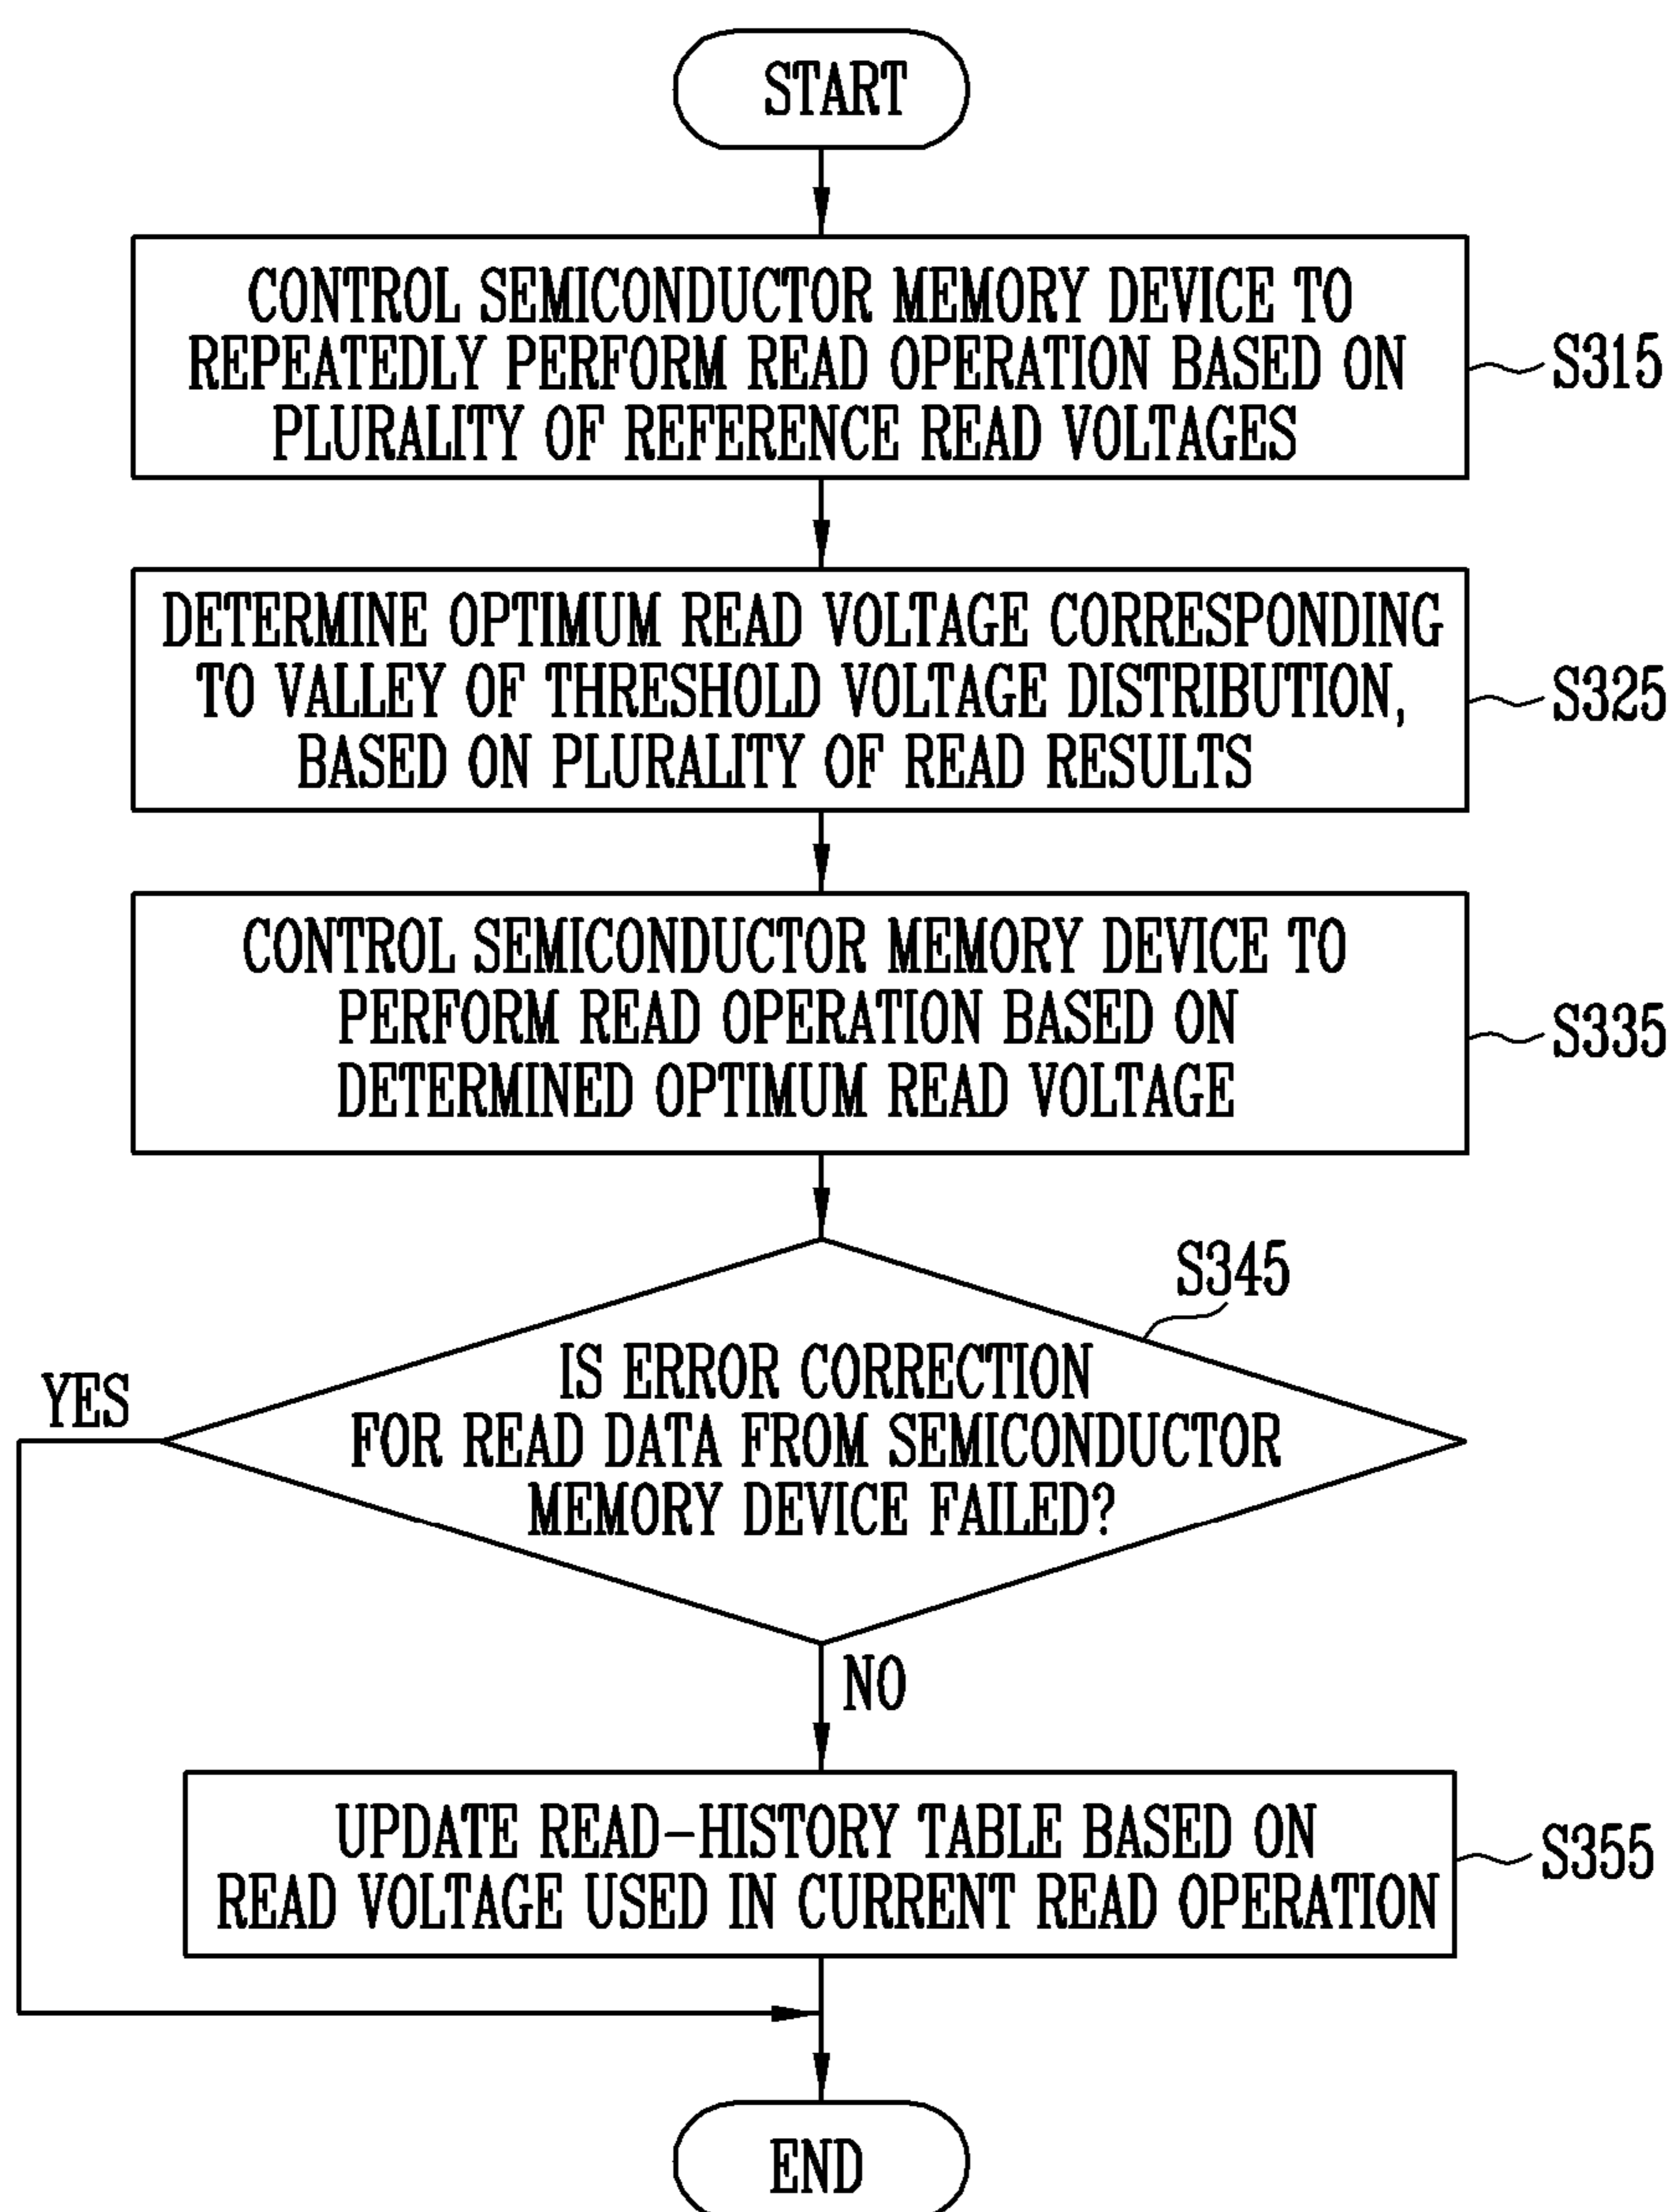 START
CONTROL SEMICONDUCTOR MEMORY DEVICE TO
REPEATEDLY PERFORM READ OPERATION BASED ON
PLURALITY OF REFERENCE READ VOLTAGES
S315
DETERMINE OPTIMUM READ VOLTAGE CORRESPONDING
TO VALLEY OF THRESHOLD VOLTAGE DISTRIBUTION,
BASED ON PLURALITY OF READ RESULTS
S325
CONTROL SEMICONDUCTOR MEMORY DEVICE TO
PERFORM READ OPERATION BASED ON
DETERMINED OPTIMUM READ VOLTAGE
S335
S345
IS ERROR CORRECTION
FOR READ DATA FROM SEMICONDUCTOR
MEMORY DEVICE FAILED?
YES
NO
UPDATE READ-HISTORY TABLE BASED ON
READ VOLTAGE USED IN CURRENT READ OPERATION
S355
END